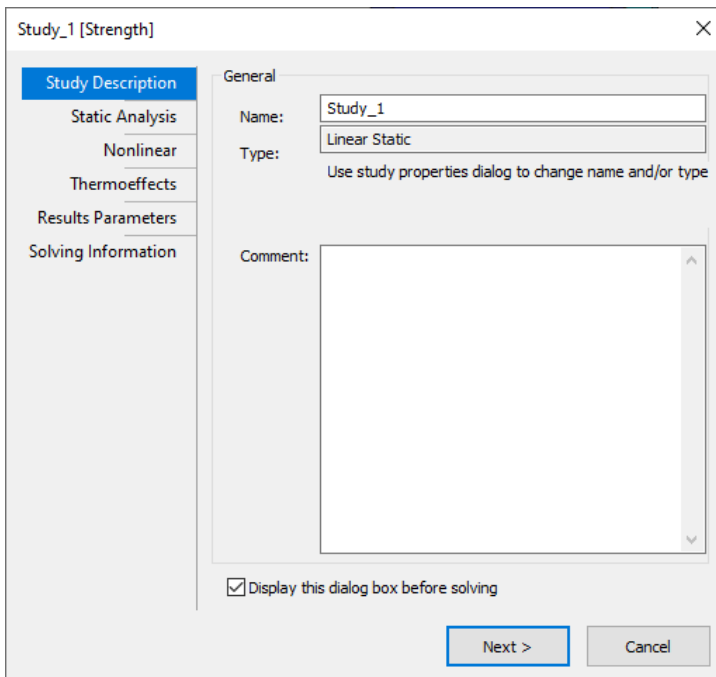 Study_1 [Strength]
Study Description
Static Analysis
Nonlinear
Thermoeffects
Results Parameters
Solving Information
General
Name: Study_1
Type: Linear Static
Use study properties dialog to change name and/or type
Comment:
Display this dialog box before solving
Next > Cancel